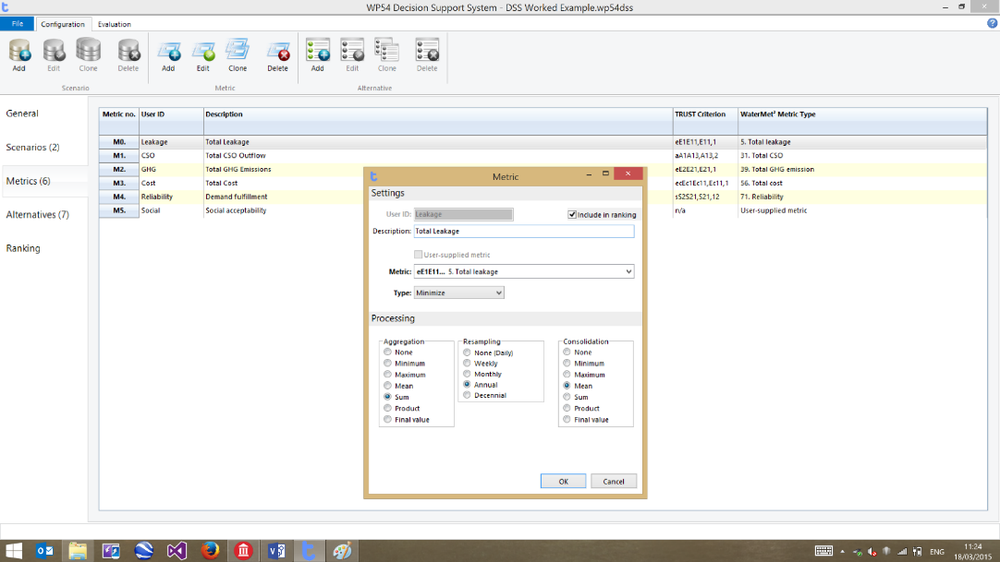 WP54 Decision Support System - DSS Worked Example.wp54dss
File Configuration Evaluation
Add Edit Clone Delete Add Edit Clone Delete Add Edit Clone Delete
Scenario Metric Alternative
General
Scenarios (2)
Metrics (6)
Alternatives (7)
Ranking
Metric no. User ID Description TRUST Criterion WaterMet² Metric Type
M0. Leakage Total Leakage eE1E11,E11,1 5. Total leakage
M1. CSO Total CSO Outflow aA1A13,A13,2 31. Total CSO
M2. GHG Total GHG Emissions eE2E21,E21,1 39. Total GHG emission
M3. Cost Total Cost ecEc1Ec11,Ec11,1 56. Total cost
M4. Reliability Demand fulfillment sS2S21,S21,12 71. Reliability
M5. Social Social acceptability n/a User-supplied metric
Metric
Settings
User ID: Leakage Include in ranking
Description: Total Leakage
User-supplied metric
Metric: eE1E11... 5. Total leakage
Type: Minimize
Processing
Aggregation
None
Minimum
Maximum
Mean
Sum
Product
Final value
Resampling
None (Daily)
Weekly
Monthly
Annual
Decennial
Consolidation
None
Minimum
Maximum
Mean
Sum
Product
Final value
OK Cancel
ENG
11:24
18/03/2015